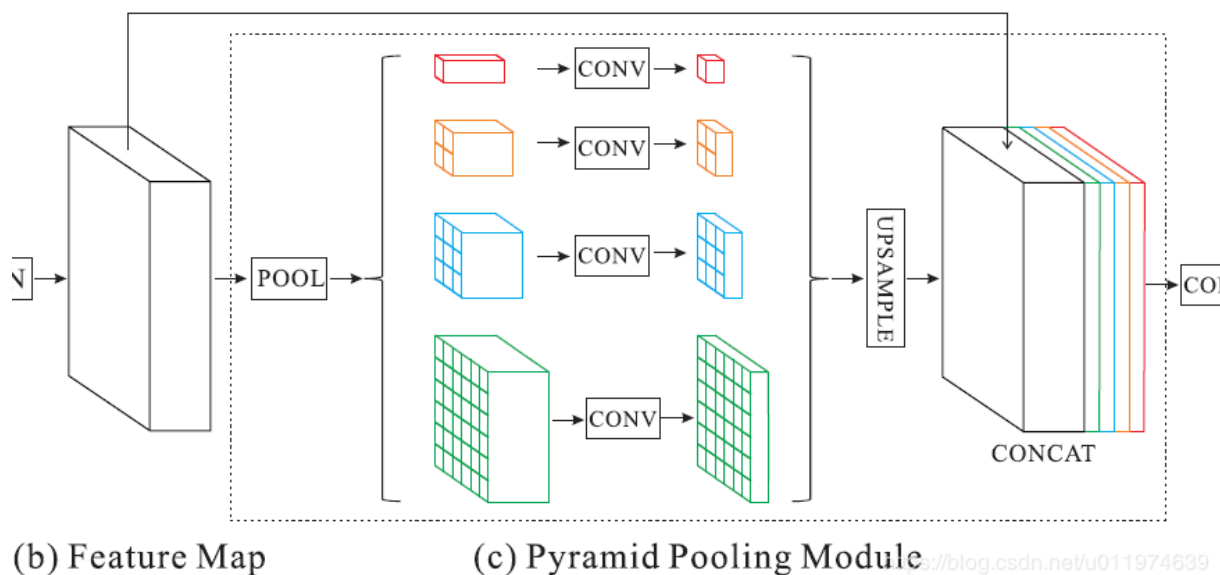 CONV
CONV
CONV
CONV
N
POOL
UPSAMPLE
CONCAT
(b) Feature Map
(c) Pyramid Pooling Module
https://blog.csdn.net/u011974639